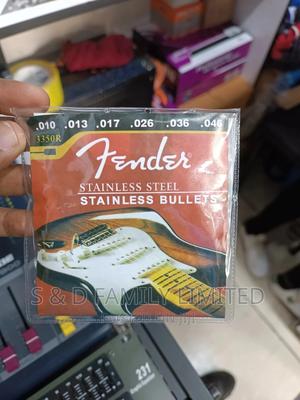 .010 .013 .017 .026 .036 .046
3350R
Fender
STAINLESS STEEL
STAINLESS BULLETS
S & D FAMILY LIMITED
231